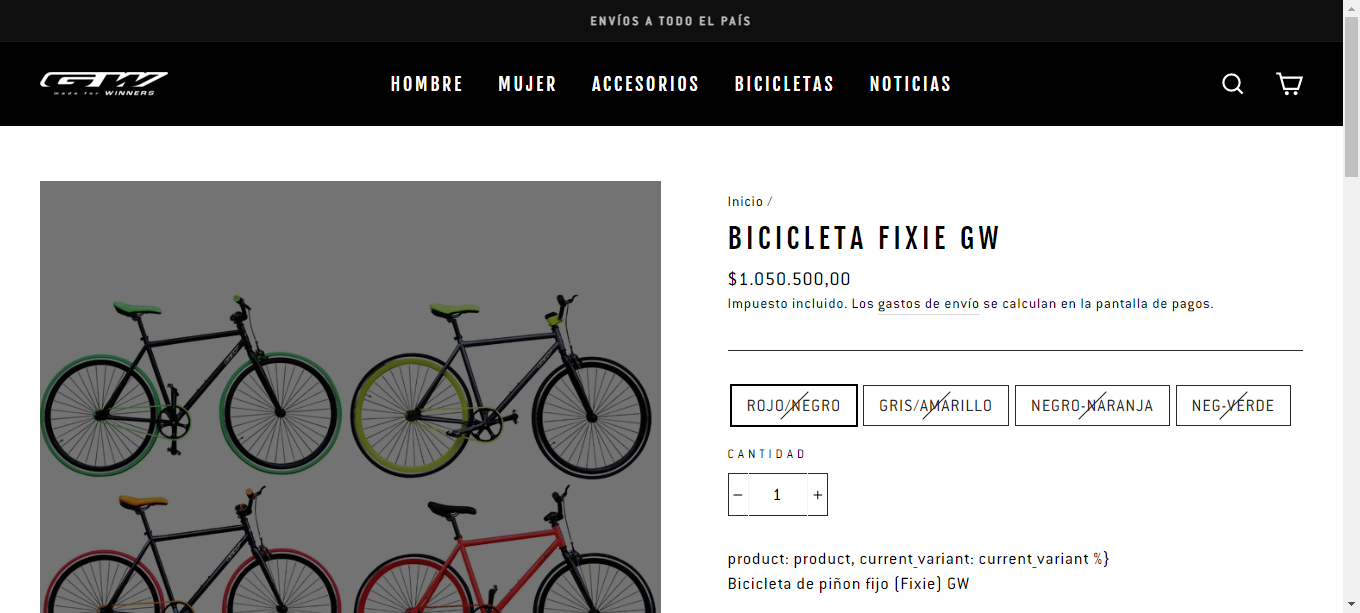 ENVÍOS A TODO EL PAÍS
GW
made for WINNERS
HOMBRE MUJER ACCESORIOS BICICLETAS NOTICIAS
Inicio /
BICICLETA FIXIE GW
$1.050.500,00
Impuesto incluido. Los gastos de envío se calculan en la pantalla de pagos.
ROJO/NEGRO GRIS/AMARILLO NEGRO-NARANJA NEG-VERDE
CANTIDAD
− 1 +
product: product, current_variant: current_variant %}
Bicicleta de piñon fijo (Fixie) GW